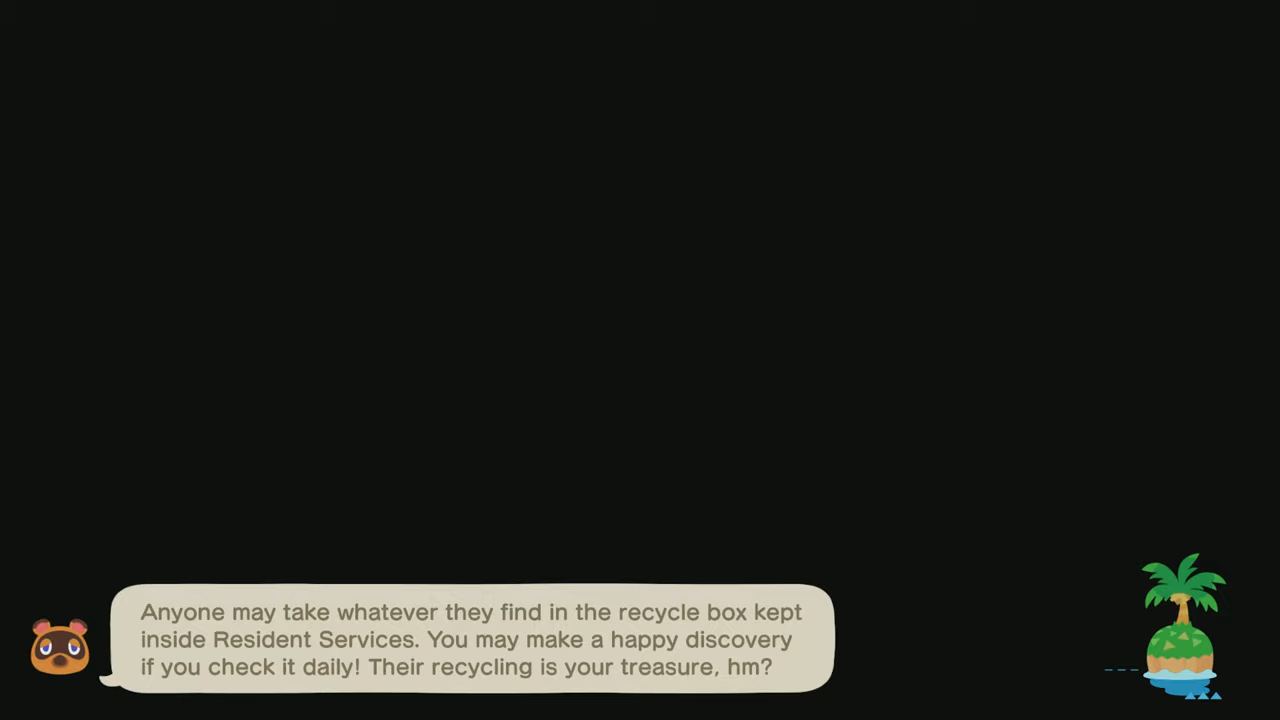 Anyone may take whatever they find in the recycle box kept
inside Resident Services. You may make a happy discovery
if you check it daily! Their recycling is your treasure, hm?